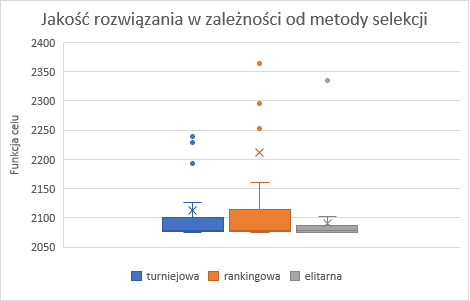 Jakość rozwiązania w zależności od metody selekcji
2400
2350
2300
2250
2200
2150
2100
2050
Funkcja celu
turniejowa rankingowa elitarna